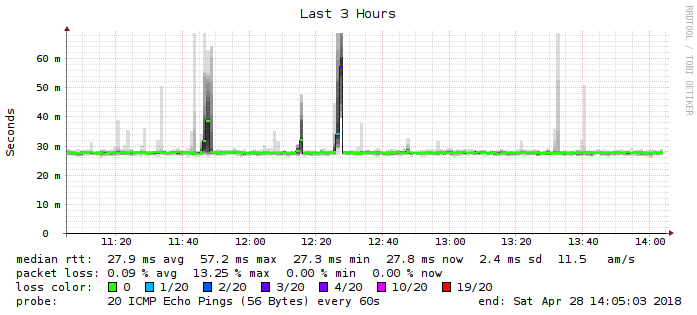 Last 3 Hours
RRDTOOL / TOBI OETIKER
Seconds
60 m
50 m
40 m
30 m
20 m
10 m
0
11:20 11:40 12:00 12:20 12:40 13:00 13:20 13:40 14:00
median rtt: 27.9 ms avg 57.2 ms max 27.3 ms min 27.8 ms now 2.4 ms sd 11.5 am/s
packet loss: 0.09 % avg 13.25 % max 0.00 % min 0.00 % now
loss color: 0 1/20 2/20 3/20 4/20 10/20 19/20
probe: 20 ICMP Echo Pings (56 Bytes) every 60s end: Sat Apr 28 14:05:03 2018